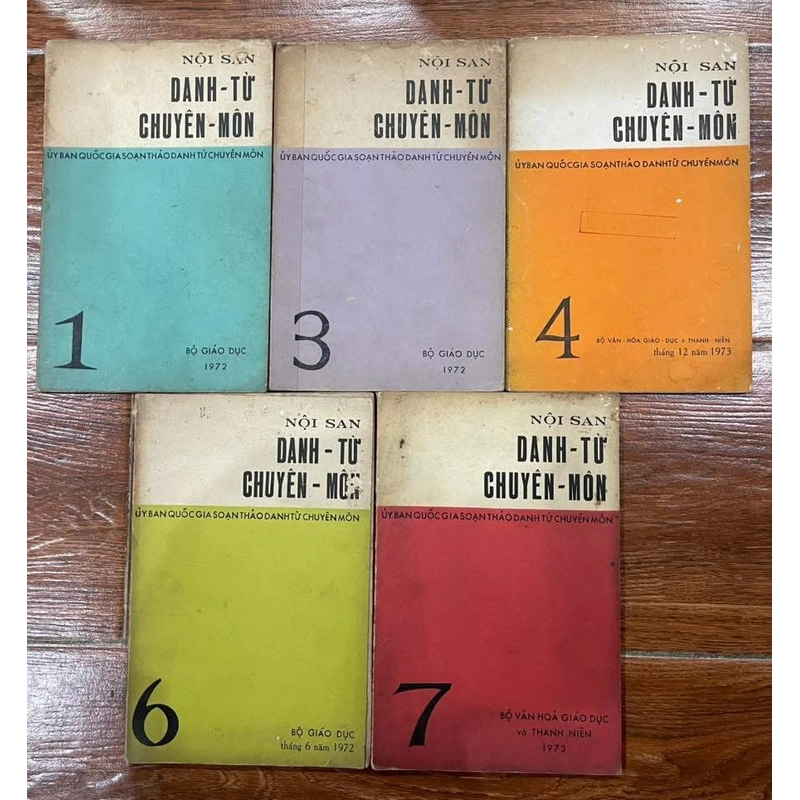 NỘI SAN
DANH-TỪ
CHUYÊN-MÔN
ỦY BAN QUỐC GIA SOẠN THẢO DANH TỪ CHUYÊN MÔN
1
BỘ GIÁO DỤC
1972
NỘI SAN
DANH-TỪ
CHUYÊN-MÔN
ỦY BAN QUỐC GIA SOẠN THẢO DANH TỪ CHUYÊN MÔN
3
BỘ GIÁO DỤC
1972
NỘI SAN
DANH-TỪ
CHUYÊN-MÔN
ỦY BAN QUỐC GIA SOẠN THẢO DANH TỪ CHUYÊN MÔN
4
BỘ VĂN-HÓA GIÁO-DỤC & THANH-NIÊN
tháng 12 năm 1973
NỘI SAN
DANH-TỪ
CHUYÊN-MÔN
ỦY BAN QUỐC GIA SOẠN THẢO DANH TỪ CHUYÊN MÔN
6
BỘ GIÁO DỤC
tháng 6 năm 1972
NỘI SAN
DANH-TỪ
CHUYÊN-MÔN
ỦY BAN QUỐC GIA SOẠN THẢO DANH TỪ CHUYÊN MÔN
7
BỘ VĂN HOÁ GIÁO DỤC
và THANH NIÊN
1973